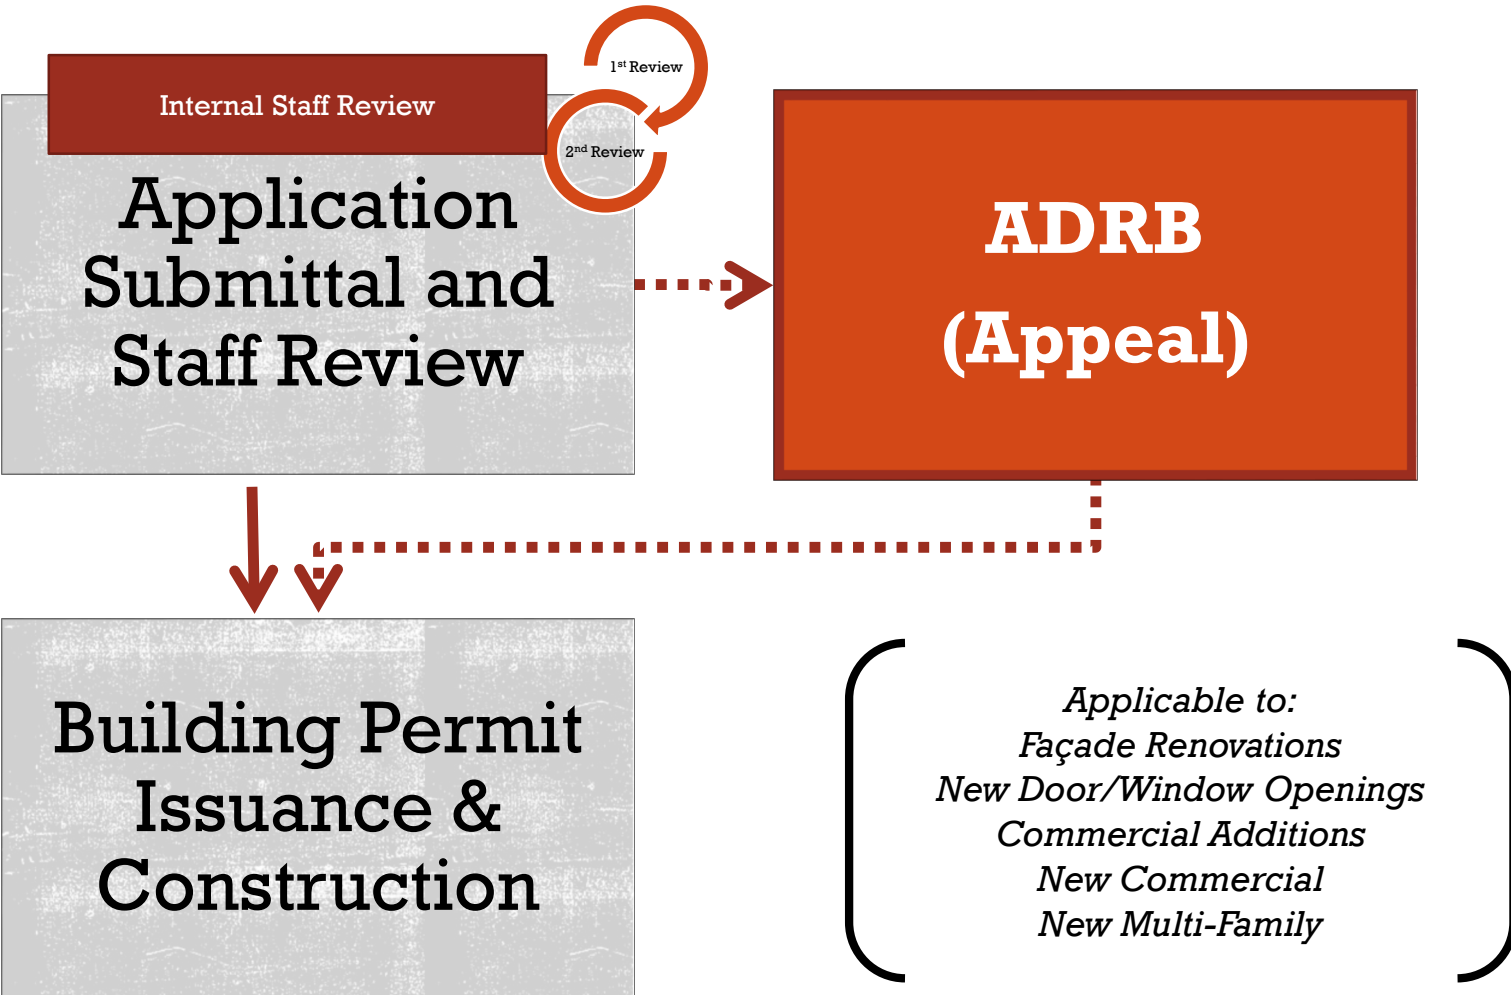 1st Review
Internal Staff Review
2nd Review
Application
Submittal and
Staff Review
ADRB
(Appeal)
Building Permit
Issuance &
Construction
Applicable to:
Façade Renovations
New Door/Window Openings
Commercial Additions
New Commercial
New Multi-Family